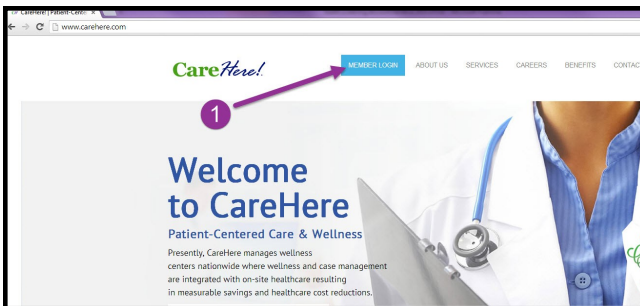 CareHere! | Patient-Cente
www.carehere.com
CareHere!
MEMBER LOGIN ABOUT US SERVICES CAREERS BENEFITS CONTAC
1
Welcome
to CareHere
Patient-Centered Care & Wellness
Presently, CareHere manages wellness
centers nationwide where wellness and case management
are integrated with on-site healthcare resulting
in measurable savings and healthcare cost reductions.